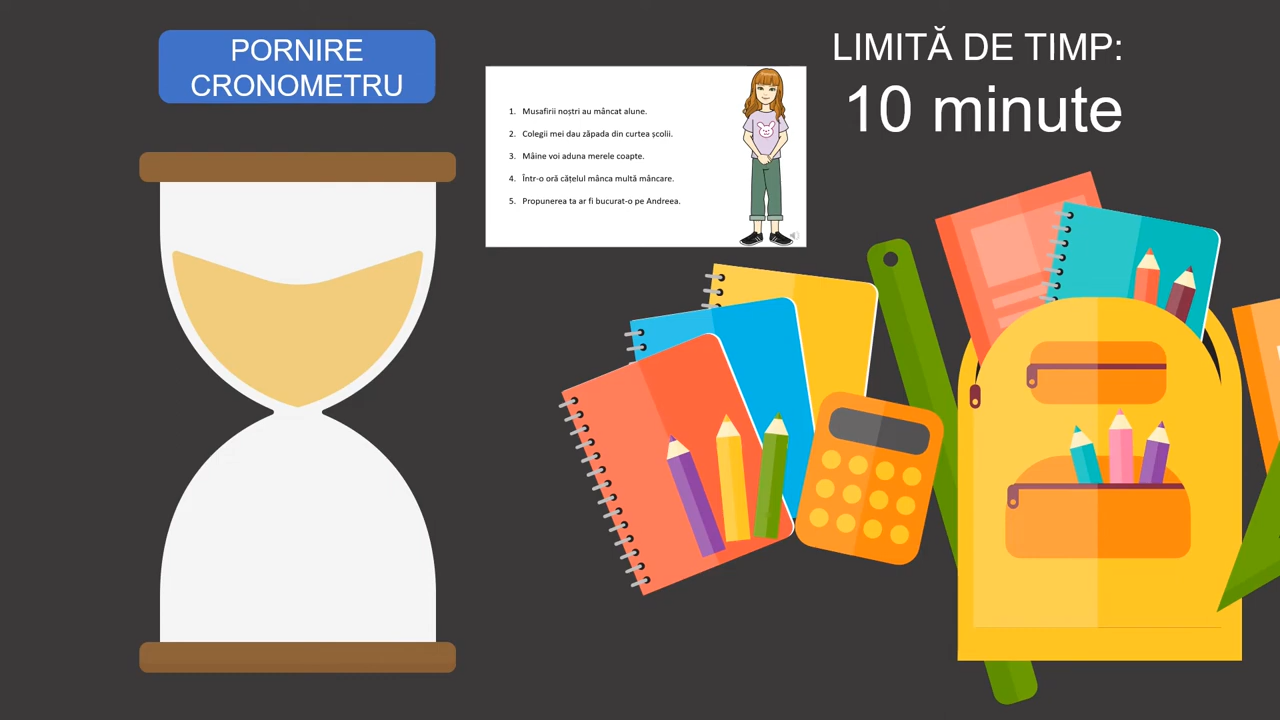 PORNIRE
CRONOMETRU
1. Musafirii noștri au mâncat alune.
2. Colegii mei dau zăpada din curtea școlii.
3. Mâine voi aduna merele coapte.
4. Într-o oră cățelul mânca multă mâncare.
5. Propunerea ta ar fi bucurat-o pe Andreea.
LIMITĂ DE TIMP:
10 minute